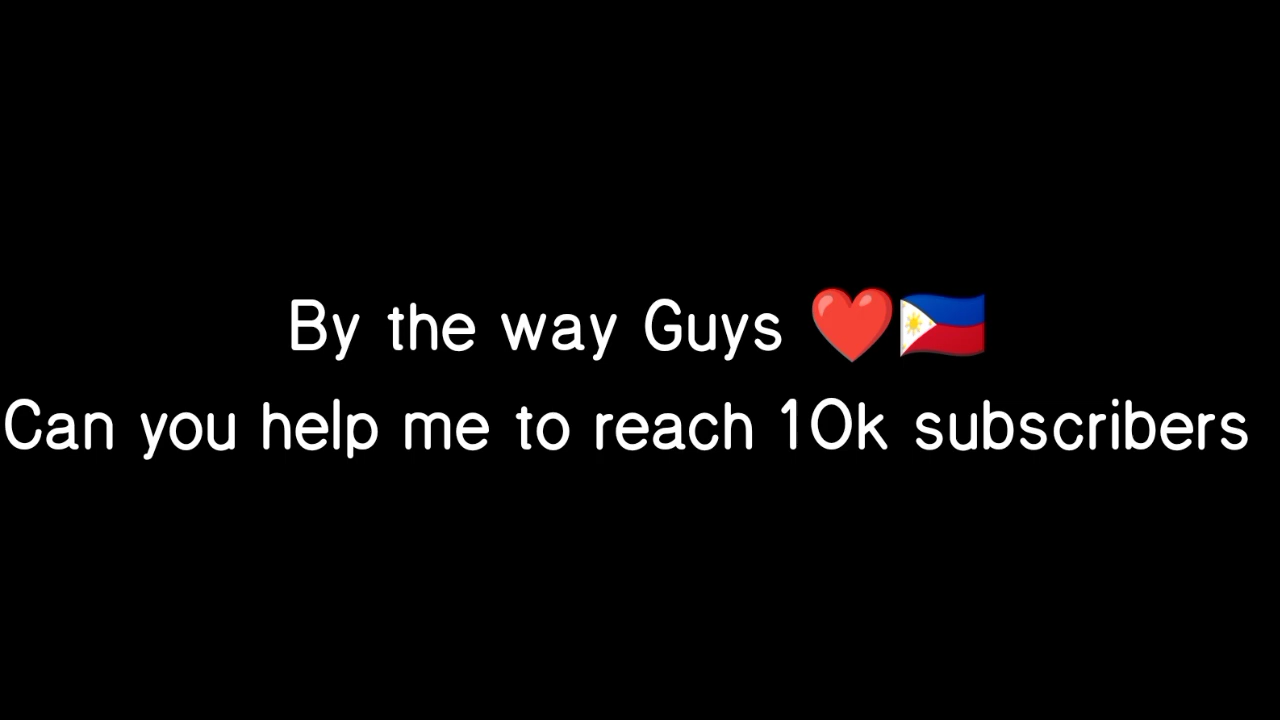 By the way Guys ❤️🇵🇭
Can you help me to reach 10k subscribers